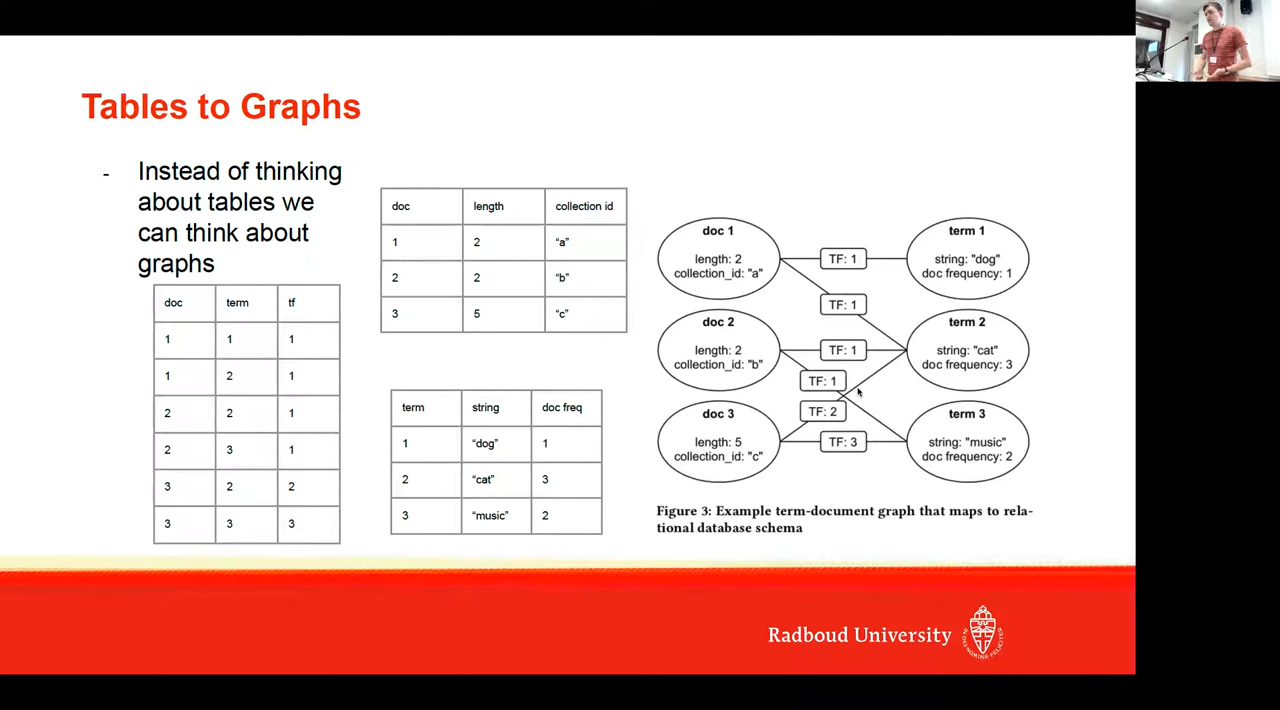 Tables to Graphs
- Instead of thinking
about tables we
can think about
graphs
doc term tf
1 1 1
1 2 1
2 2 1
2 3 1
3 2 2
3 3 3
doc length collection id
1 2 “a”
2 2 “b”
3 5 “c”
term string doc freq
1 “dog” 1
2 “cat” 3
3 “music” 2
doc 1
length: 2
collection_id: "a"
doc 2
length: 2
collection_id: "b"
doc 3
length: 5
collection_id: "c"
TF: 1
TF: 1
TF: 1
TF: 1
TF: 2
TF: 3
term 1
string: "dog"
doc frequency: 1
term 2
string: "cat"
doc frequency: 3
term 3
string: "music"
doc frequency: 2
Figure 3: Example term-document graph that maps to rela-
tional database schema
Radboud University